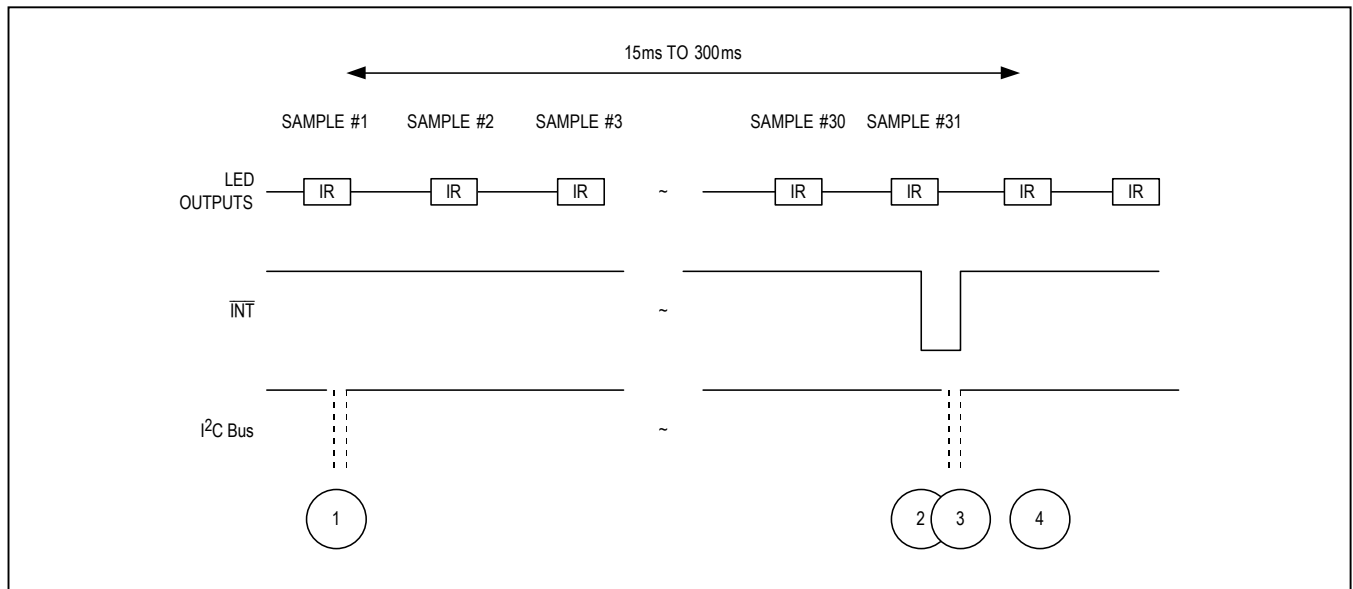 15ms TO 300ms
SAMPLE #1 SAMPLE #2 SAMPLE #3 SAMPLE #30 SAMPLE #31
LED
OUTPUTS
IR IR IR ~ IR IR IR IR
INT ~
I²C Bus ~
1 2 3 4